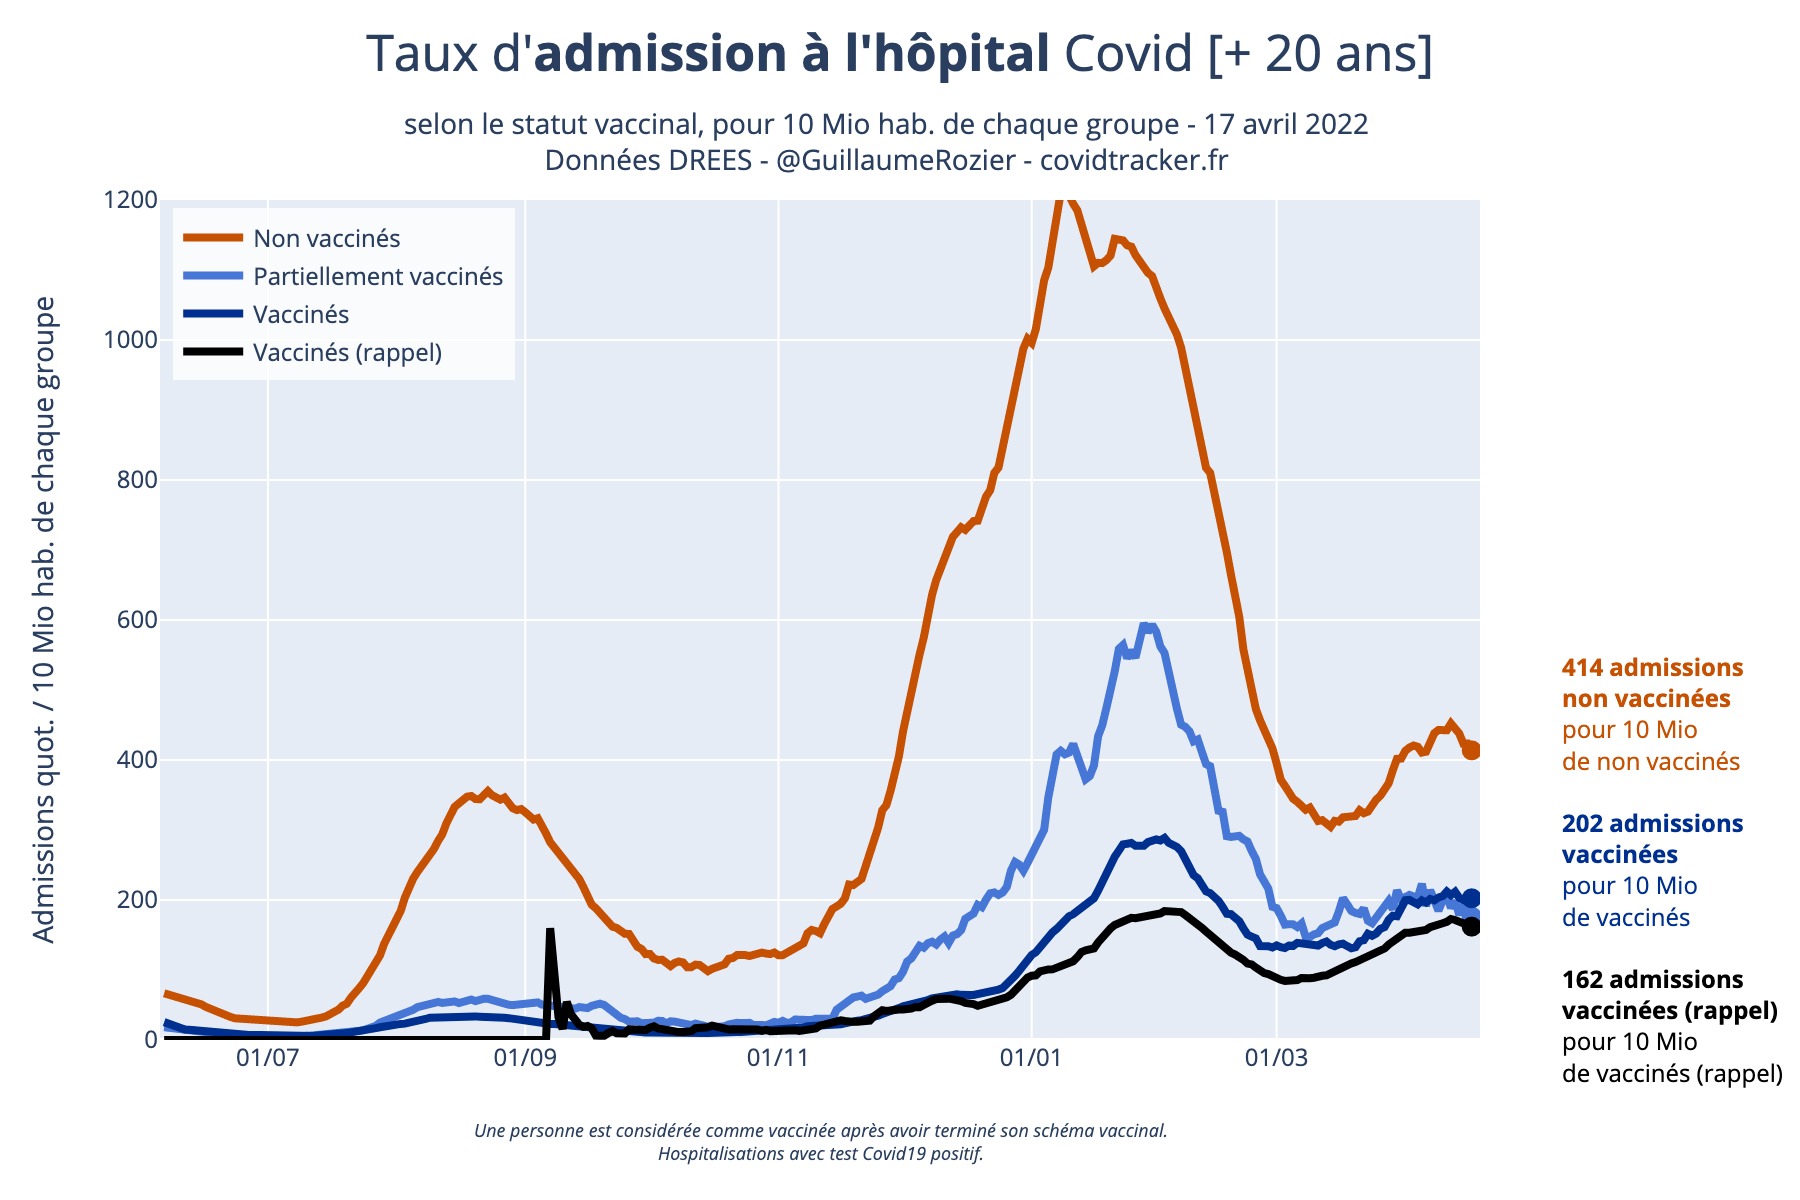 Taux d'admission à l'hôpital Covid [+ 20 ans]
selon le statut vaccinal, pour 10 Mio hab. de chaque groupe - 17 avril 2022
Données DREES - @GuillaumeRozier - covidtracker.fr
Admissions quot. / 10 Mio hab. de chaque groupe
1200
1000
800
600
400
200
0
Non vaccinés
Partiellement vaccinés
Vaccinés
Vaccinés (rappel)
01/07
01/09
01/11
01/01
01/03
414 admissions
non vaccinées
pour 10 Mio
de non vaccinés
202 admissions
vaccinées
pour 10 Mio
de vaccinés
162 admissions
vaccinées (rappel)
pour 10 Mio
de vaccinés (rappel)
Une personne est considérée comme vaccinée après avoir terminé son schéma vaccinal.
Hospitalisations avec test Covid19 positif.